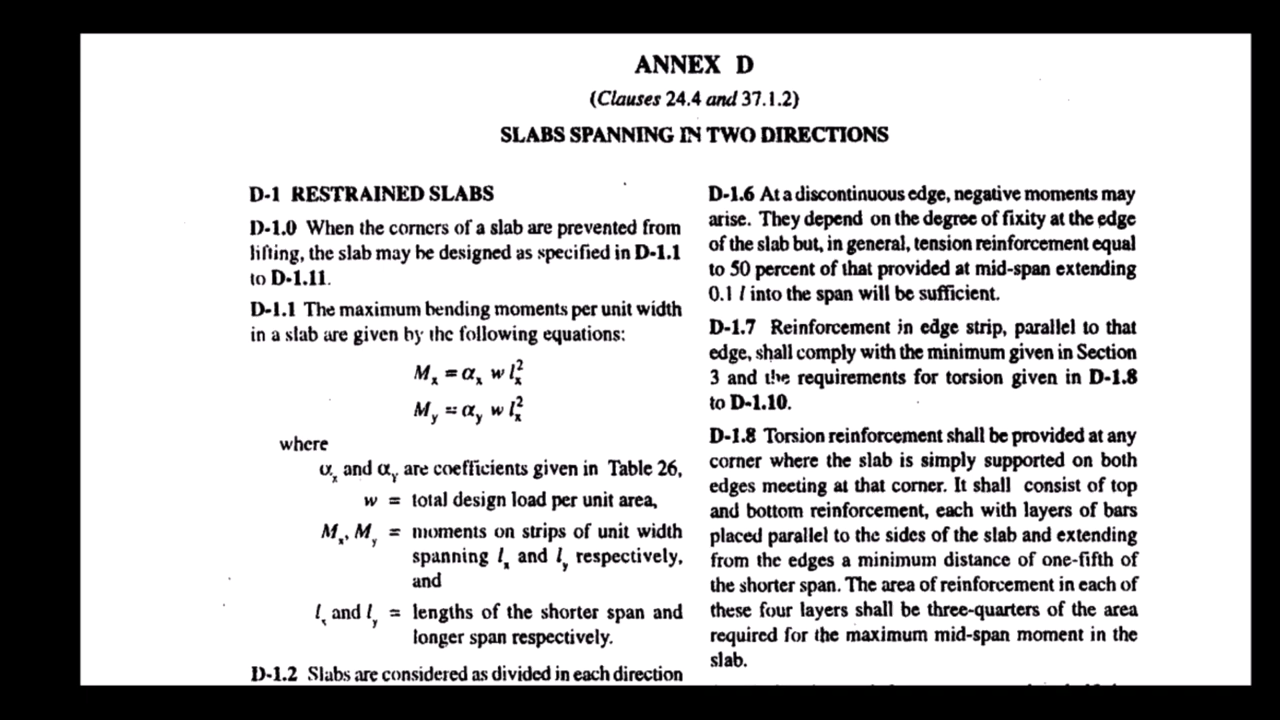 ANNEX D
(Clauses 24.4 and 37.1.2)
SLABS SPANNING IN TWO DIRECTIONS
D-1 RESTRAINED SLABS
D-1.0 When the corners of a slab are prevented from
lifting, the slab may be designed as specified in D-1.1
to D-1.11.
D-1.1 The maximum bending moments per unit width
in a slab are given by the following equations:
Mₓ = αₓ w lₓ²
M_y = α_y w lₓ²
where
αₓ and α_y are coefficients given in Table 26,
w = total design load per unit area,
Mₓ, M_y = moments on strips of unit width
spanning lₓ and l_y respectively,
and
lₓ and l_y = lengths of the shorter span and
longer span respectively.
D-1.2 Slabs are considered as divided in each direction
D-1.6 At a discontinuous edge, negative moments may
arise. They depend on the degree of fixity at the edge
of the slab but, in general, tension reinforcement equal
to 50 percent of that provided at mid-span extending
0.1 l into the span will be sufficient.
D-1.7 Reinforcement in edge strip, parallel to that
edge, shall comply with the minimum given in Section
3 and the requirements for torsion given in D-1.8
to D-1.10.
D-1.8 Torsion reinforcement shall be provided at any
corner where the slab is simply supported on both
edges meeting at that corner. It shall consist of top
and bottom reinforcement, each with layers of bars
placed parallel to the sides of the slab and extending
from the edges a minimum distance of one-fifth of
the shorter span. The area of reinforcement in each of
these four layers shall be three-quarters of the area
required for the maximum mid-span moment in the
slab.